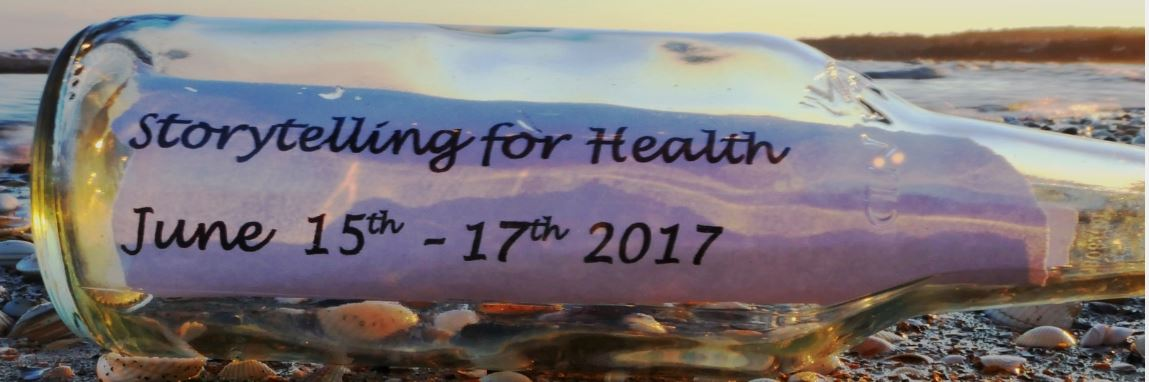 Storytelling for Health
June 15th - 17th 2017